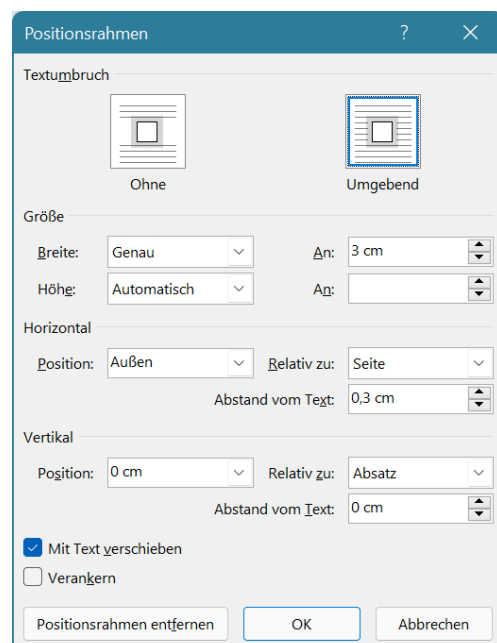 Positionsrahmen ?
Textumbruch
Ohne Umgebend
Größe
Breite: Genau An: 3 cm
Höhe: Automatisch An:
Horizontal
Position: Außen Relativ zu: Seite
Abstand vom Text: 0,3 cm
Vertikal
Position: 0 cm Relativ zu: Absatz
Abstand vom Text: 0 cm
Mit Text verschieben
Verankern
Positionsrahmen entfernen OK Abbrechen